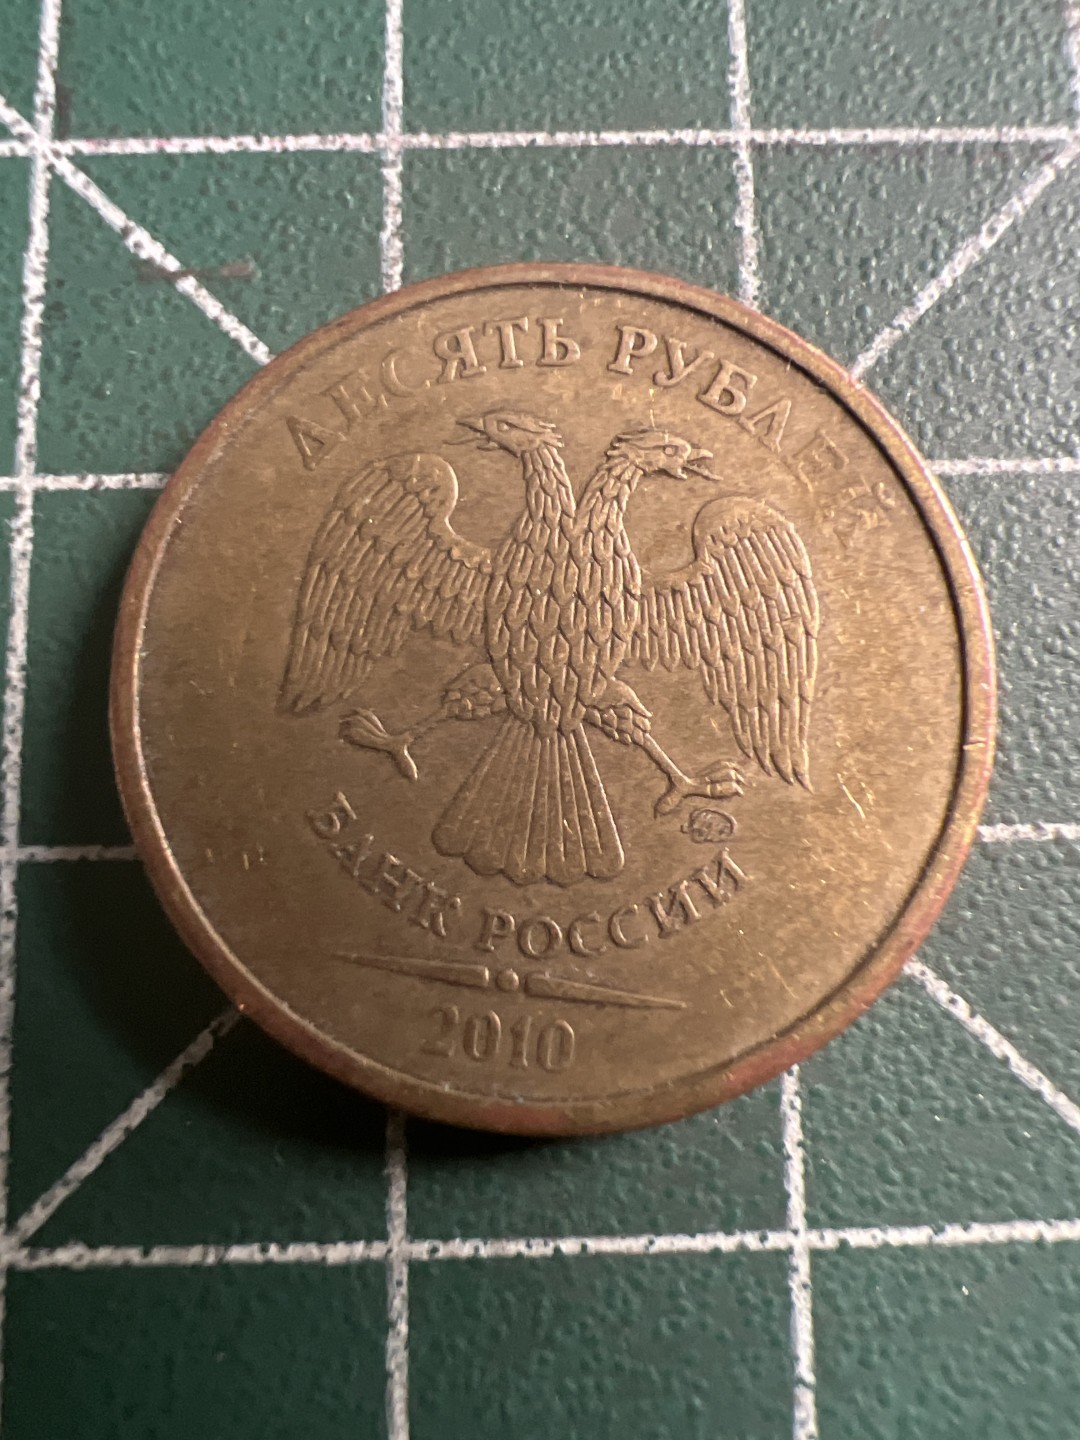 ДЕСЯТЬ РУБЛЕЙ
БАНК РОССИИ
2010